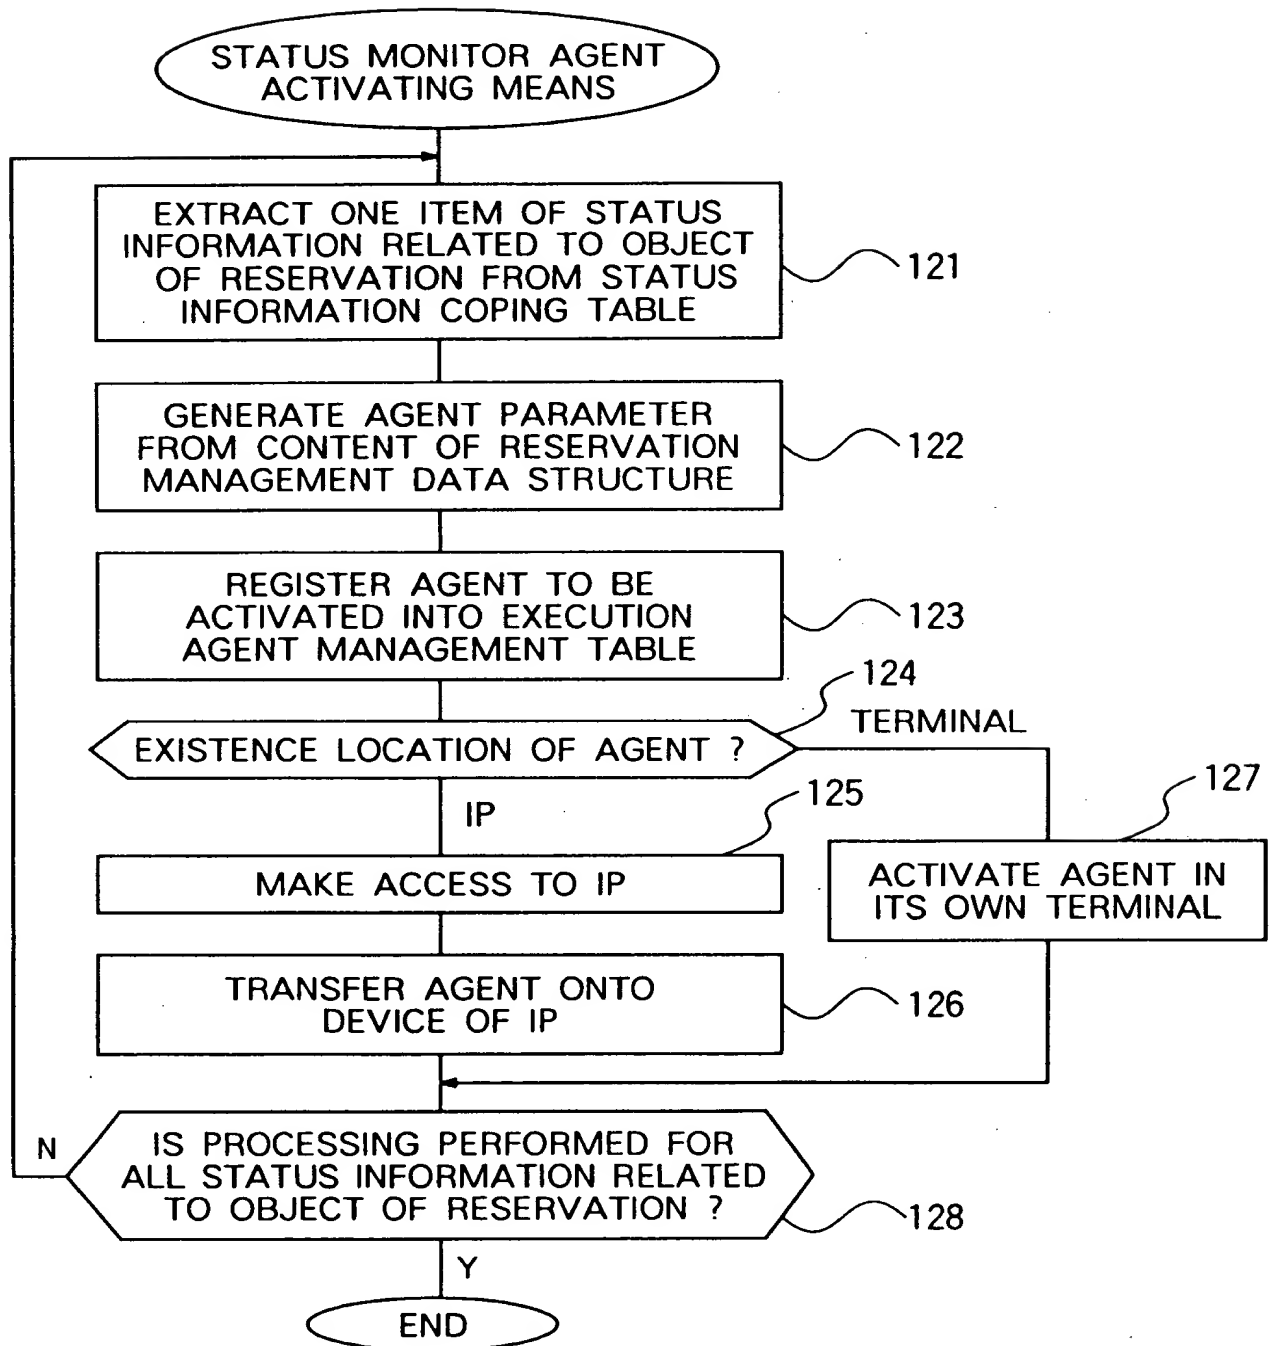 STATUS MONITOR AGENT
ACTIVATING MEANS
EXTRACT ONE ITEM OF STATUS
INFORMATION RELATED TO OBJECT
OF RESERVATION FROM STATUS
INFORMATION COPING TABLE
121
GENERATE AGENT PARAMETER
FROM CONTENT OF RESERVATION
MANAGEMENT DATA STRUCTURE
122
REGISTER AGENT TO BE
ACTIVATED INTO EXECUTION
AGENT MANAGEMENT TABLE
123
124
EXISTENCE LOCATION OF AGENT ?
TERMINAL
IP
125
127
MAKE ACCESS TO IP
ACTIVATE AGENT IN
ITS OWN TERMINAL
TRANSFER AGENT ONTO
DEVICE OF IP
126
N
IS PROCESSING PERFORMED FOR
ALL STATUS INFORMATION RELATED
TO OBJECT OF RESERVATION ?
128
Y
END